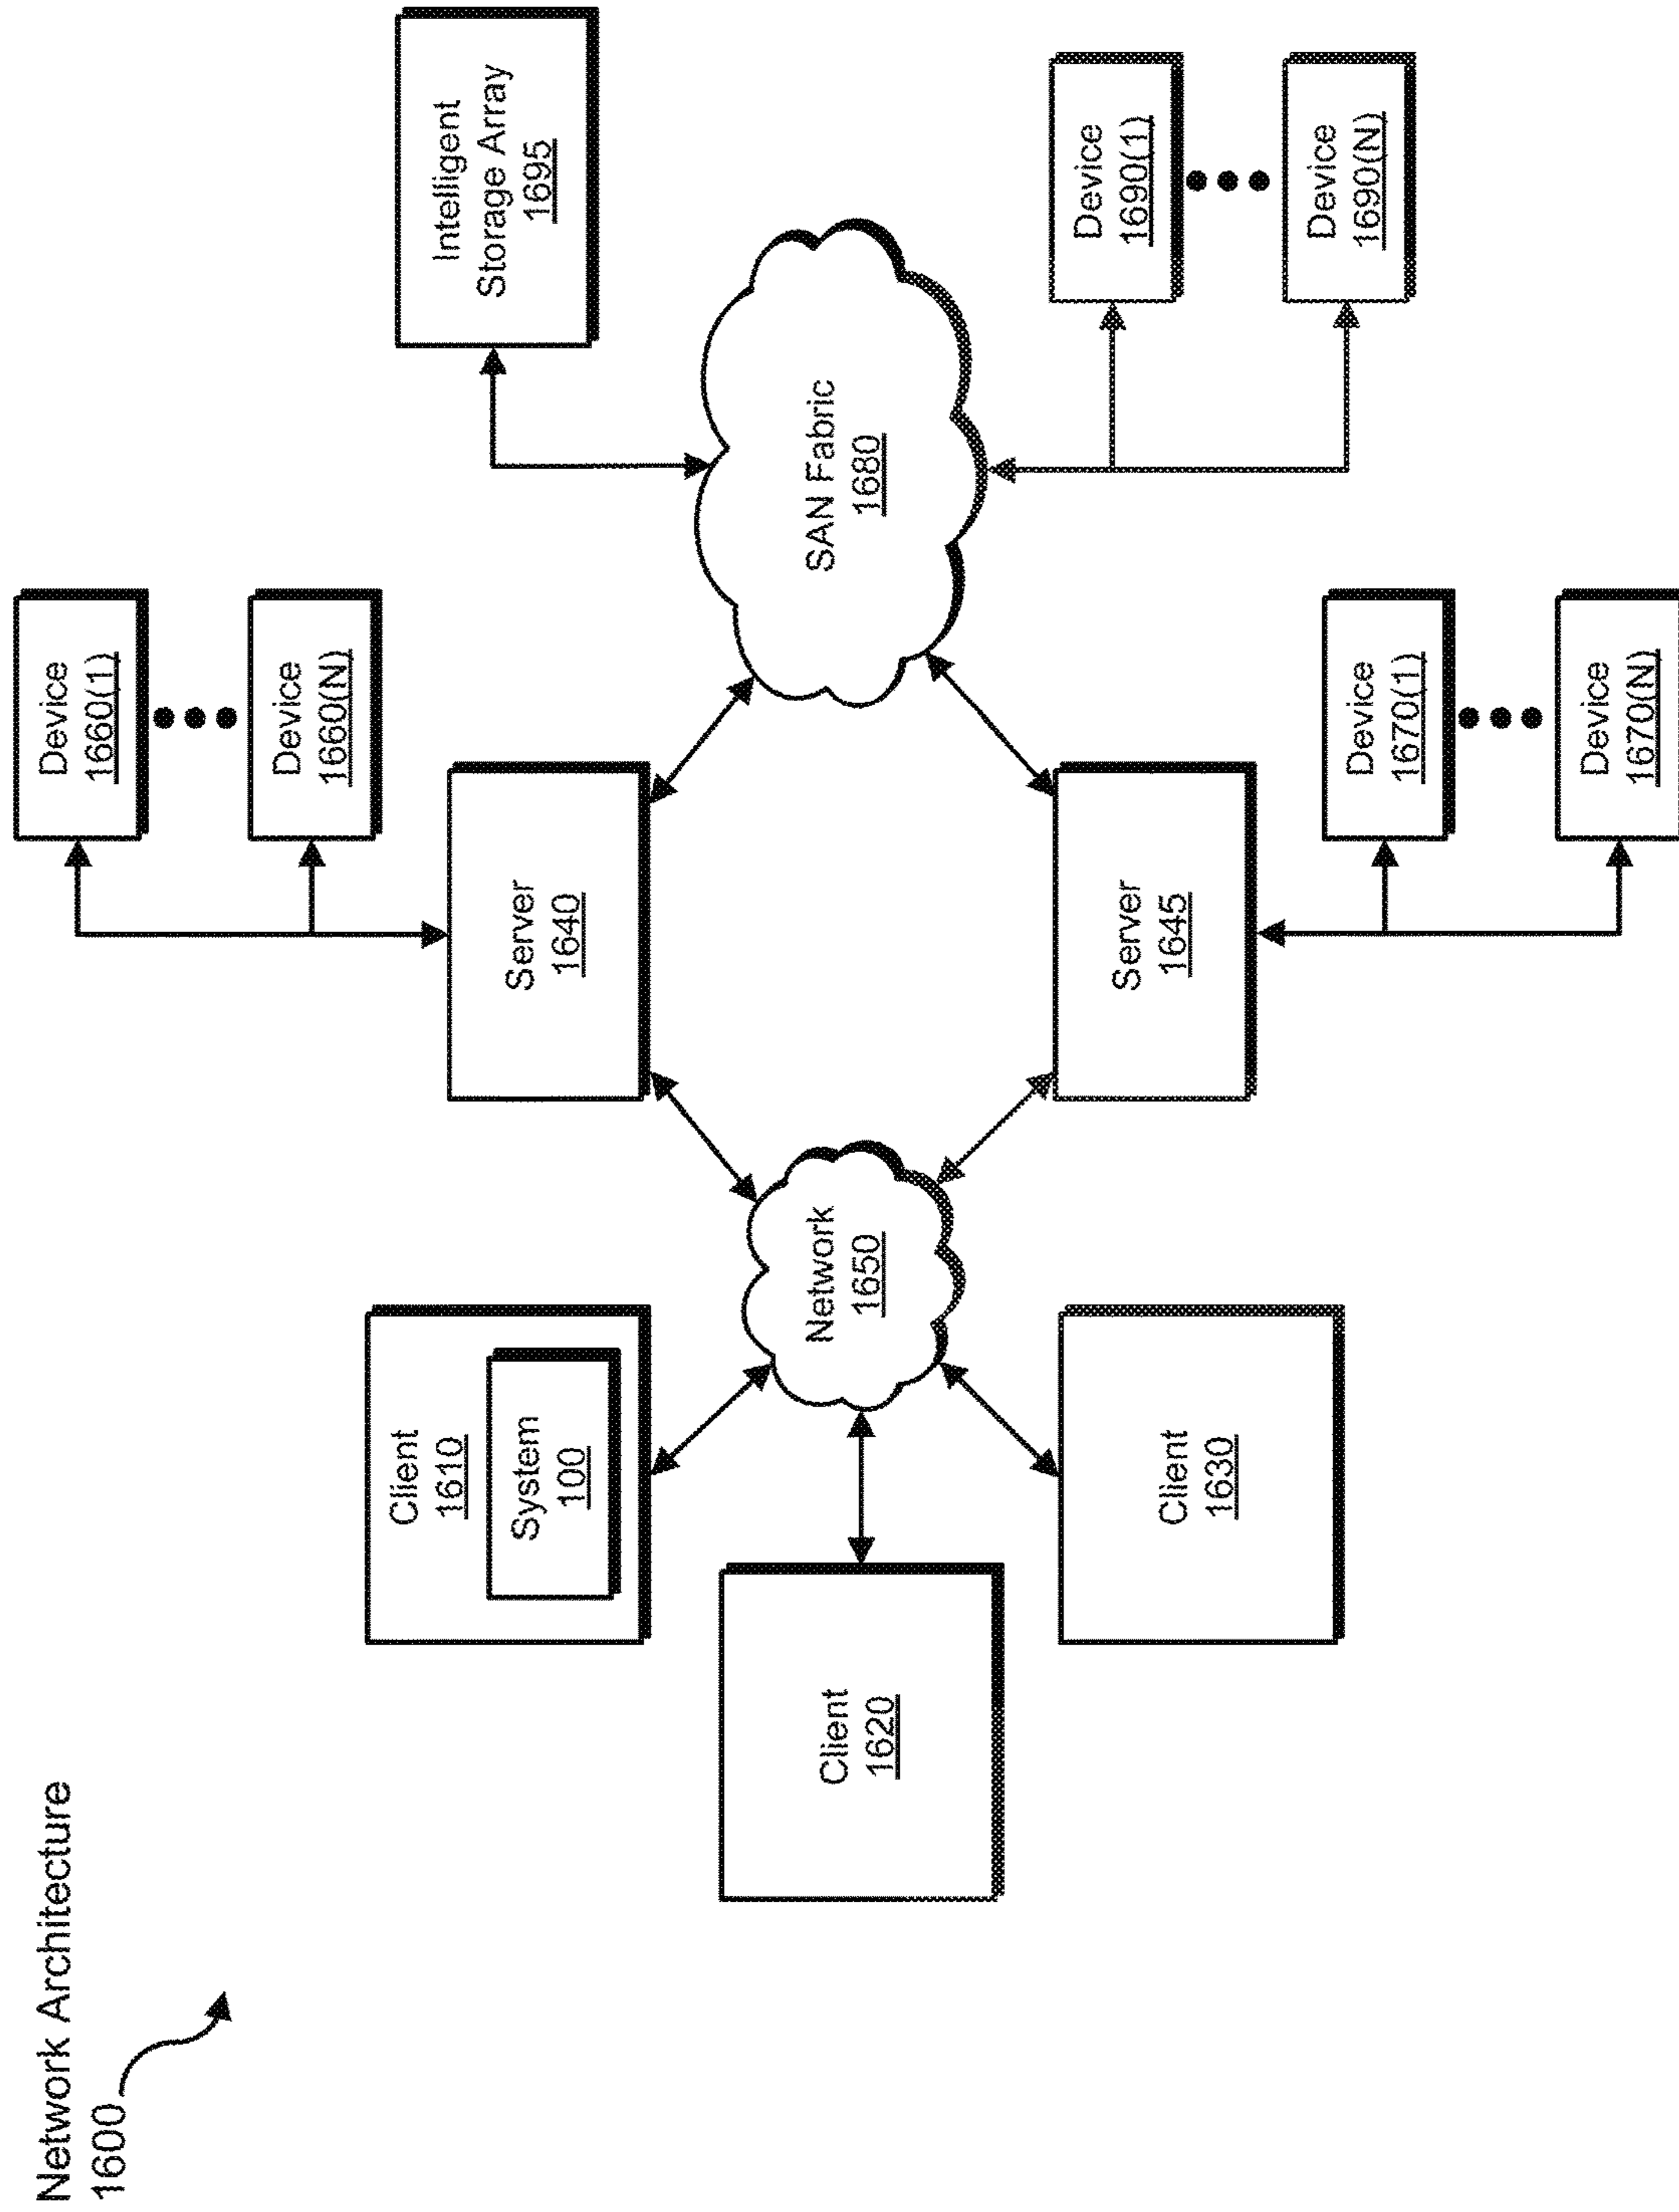 Network Architecture
1600
Client
1610
System
100
Client
1620
Client
1630
Network
1650
Server
1640
Server
1645
Device
1660(1)
Device
1660(N)
Device
1670(1)
Device
1670(N)
SAN Fabric
1680
Intelligent
Storage Array
1695
Device
1690(1)
Device
1690(N)